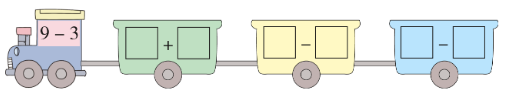 9 – 3 □ + □ □ – □ □ – □